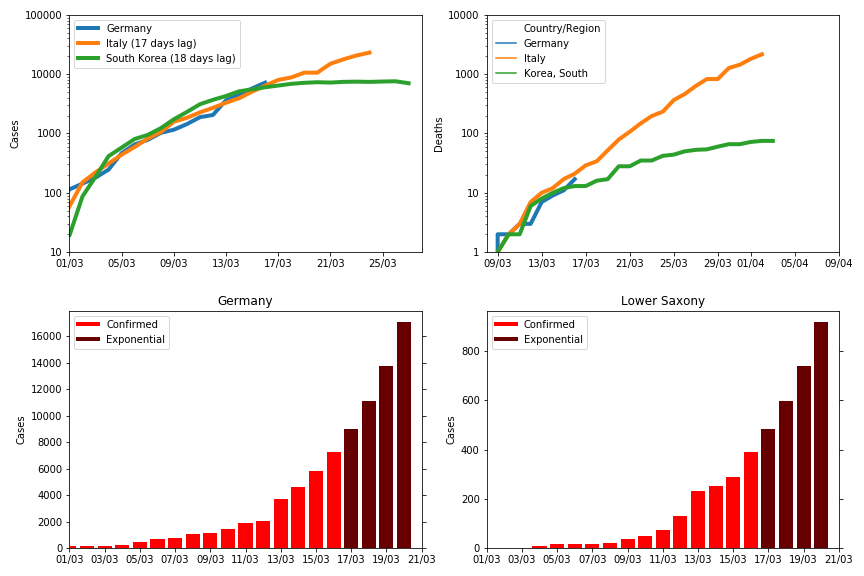 100000
10000
1000
100
10
Cases
Germany
Italy (17 days lag)
South Korea (18 days lag)
01/03 05/03 09/03 13/03 17/03 21/03 25/03
10000
1000
100
10
1
Deaths
Country/Region
Germany
Italy
Korea, South
09/03 13/03 17/03 21/03 25/03 29/03 01/04 05/04 09/04
Germany
16000
14000
12000
10000
8000
6000
4000
2000
0
Cases
Confirmed
Exponential
01/03 03/03 05/03 07/03 09/03 11/03 13/03 15/03 17/03 19/03 21/03
Lower Saxony
800
600
400
200
0
Cases
Confirmed
Exponential
01/03 03/03 05/03 07/03 09/03 11/03 13/03 15/03 17/03 19/03 21/03